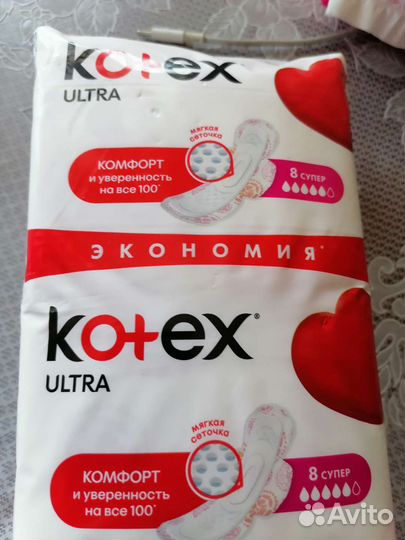 kotex
ULTRA
мягкая
сеточка
КОМФОРТ
и уверенность
на все 100*
8 СУПЕР
ЭКОНОМИЯ*
kotex®
ULTRA
мягкая
сеточка
КОМФОРТ
и уверенность
на все 100*
8 СУПЕР
Avito